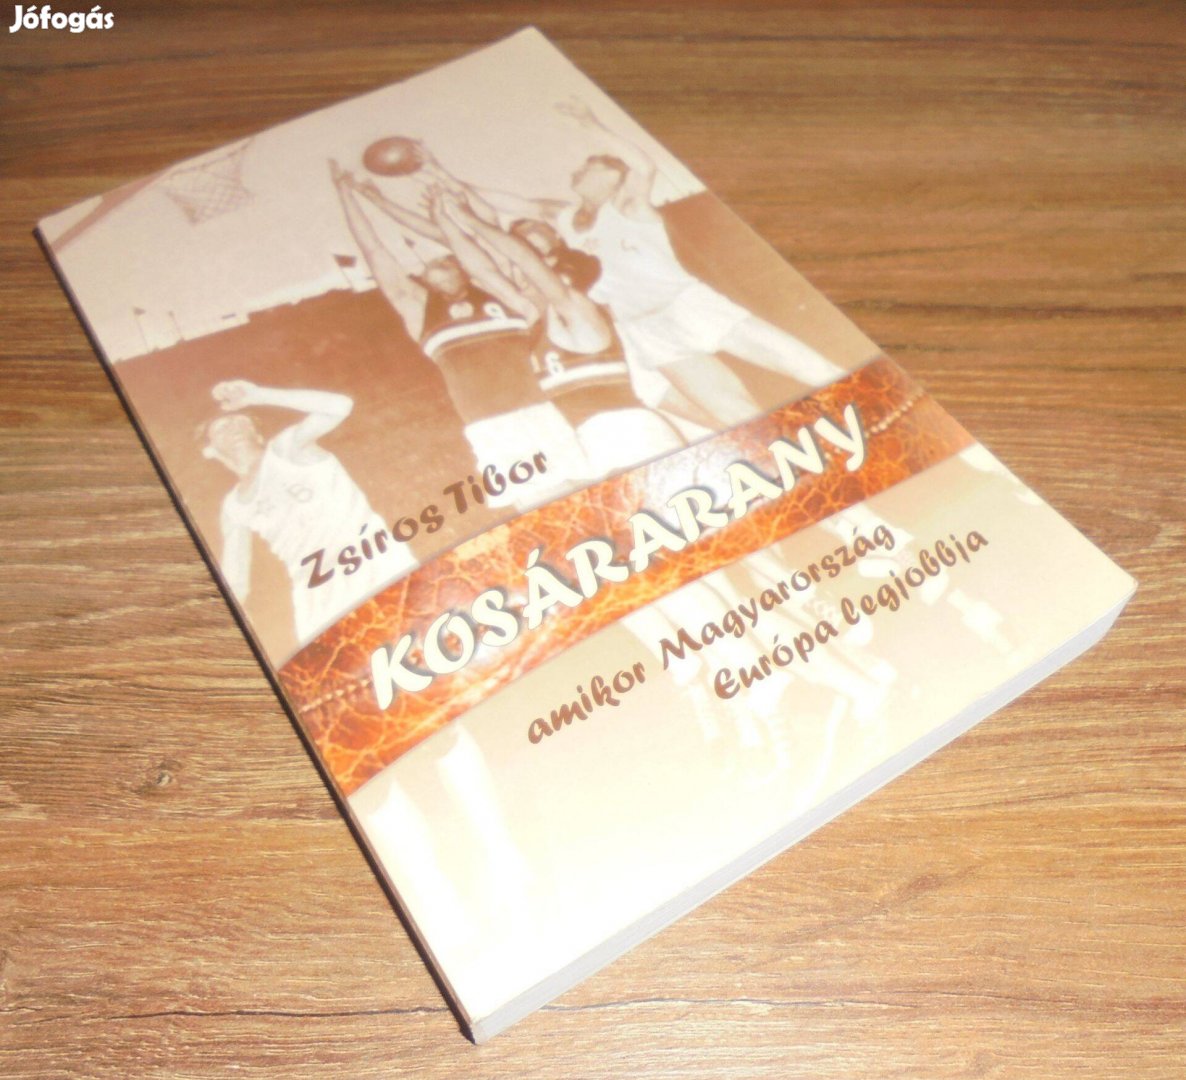 Jófogás
Zsíros Tibor
KOSÁRARANY
amikor Magyarország
Európa legjobbja